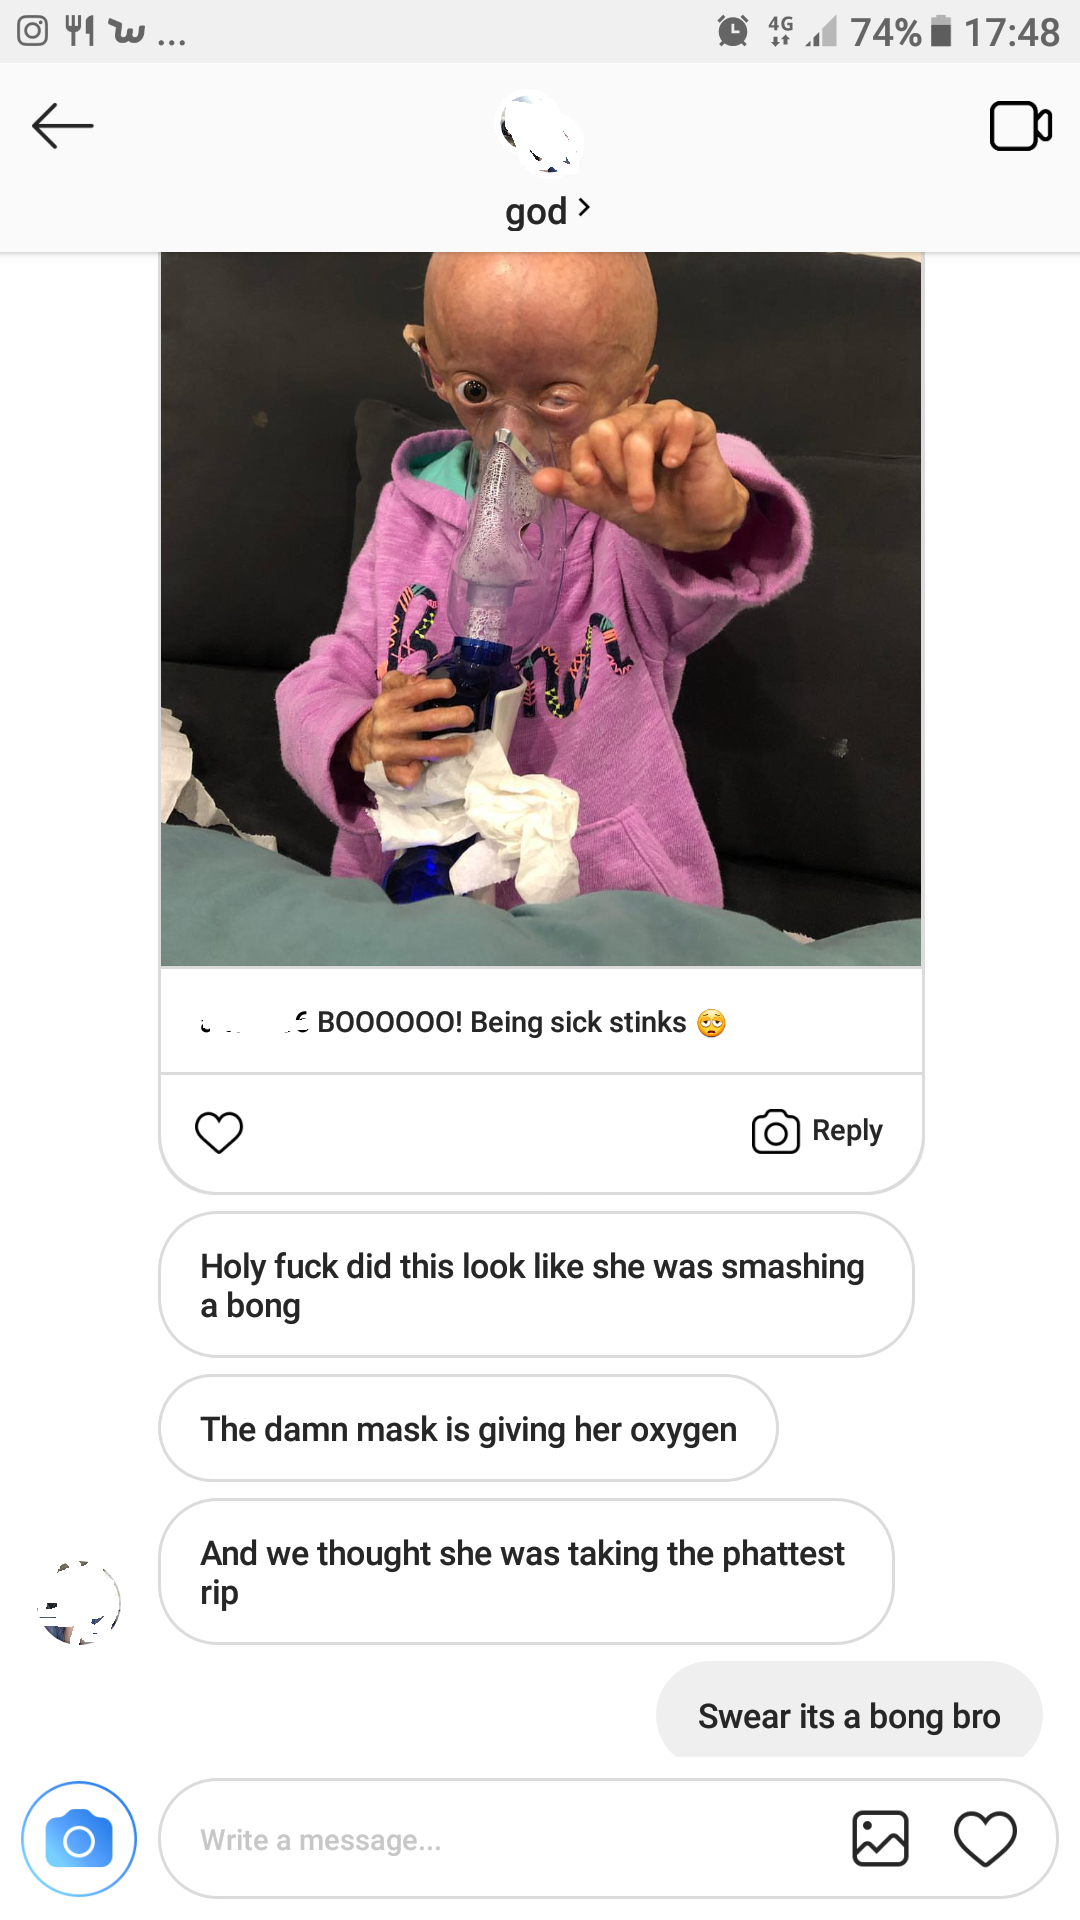 4G 74% 17:48
god
BOOOOOO! Being sick stinks 😩
Reply
Holy fuck did this look like she was smashing
a bong
The damn mask is giving her oxygen
And we thought she was taking the phattest
rip
Swear its a bong bro
Write a message...